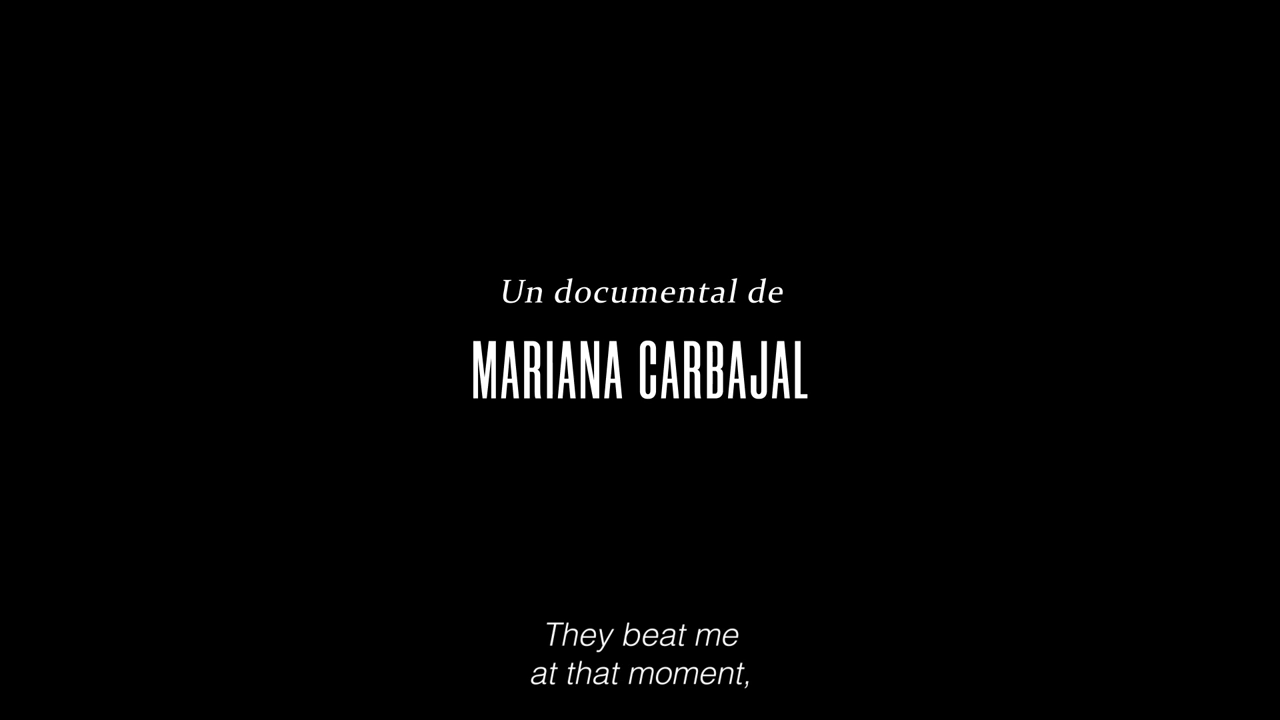 Un documental de
MARIANA CARBAJAL
They beat me
at that moment,